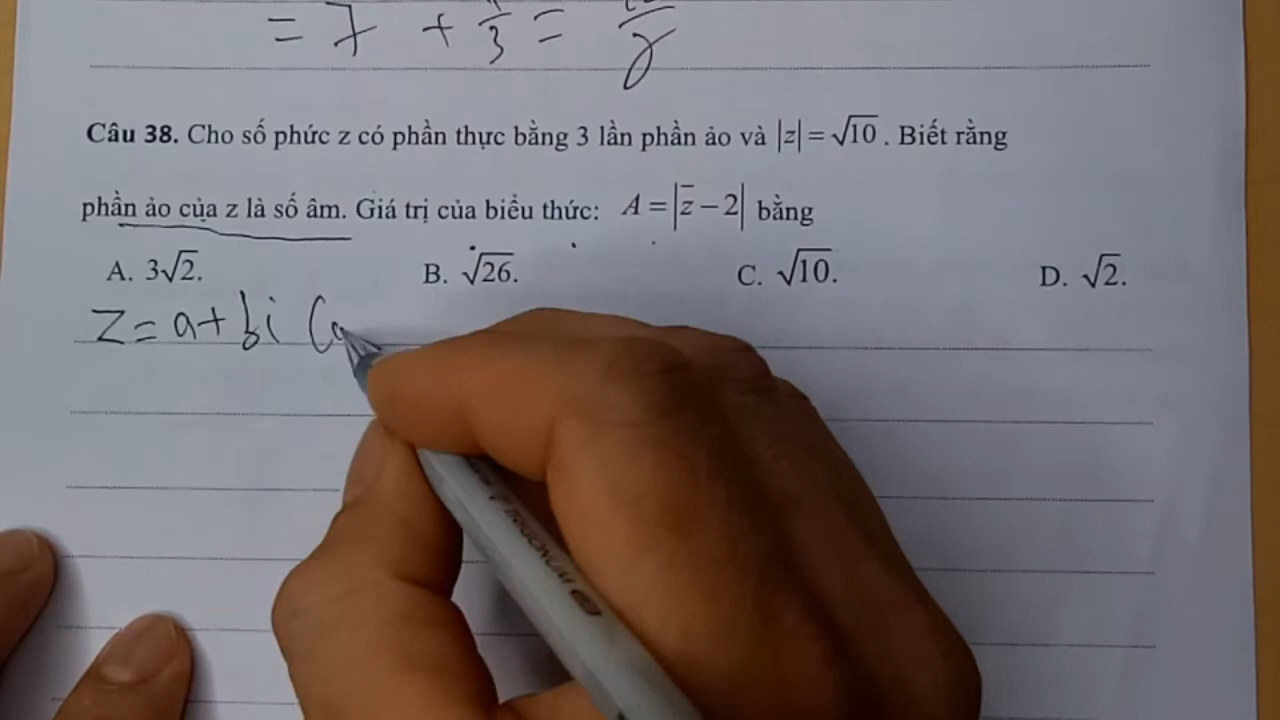 = 7 + 1/3 =
Câu 38. Cho số phức z có phần thực bằng 3 lần phần ảo và |z| = √10. Biết rằng
phần ảo của z là số âm. Giá trị của biểu thức: A = |z̅ − 2| bằng
A. 3√2. B. √26. C. √10. D. √2.
z = a + bi (a